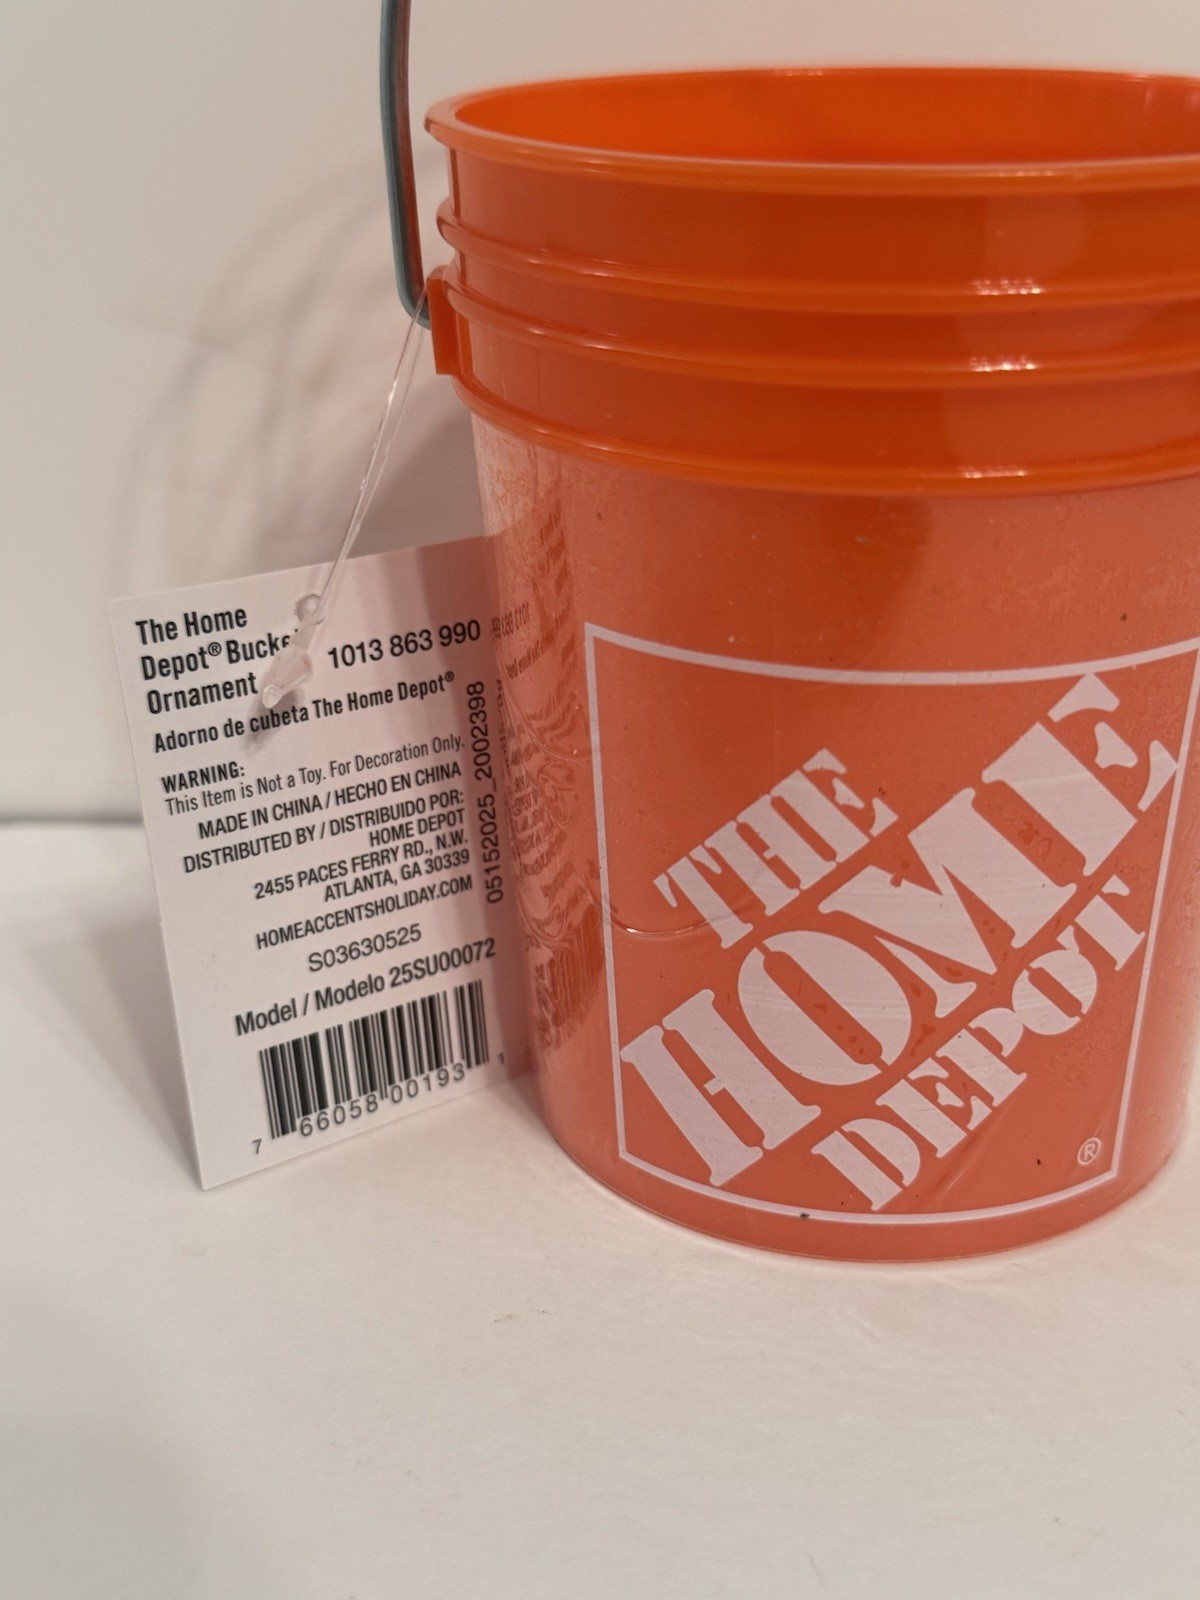 The Home
Depot® Bucket
Ornament
1013 863 990
Adorno de cubeta The Home Depot®
WARNING:
This Item is Not a Toy. For Decoration Only.
MADE IN CHINA / HECHO EN CHINA
DISTRIBUTED BY / DISTRIBUIDO POR:
HOME DEPOT
2455 PACES FERRY RD., N.W.
ATLANTA, GA 30339
HOMEACCENTSHOLIDAY.COM
S03630525
Model / Modelo 25SU00072
7 66058 00193 1
05152025_2002398
THE
HOME
DEPOT
®